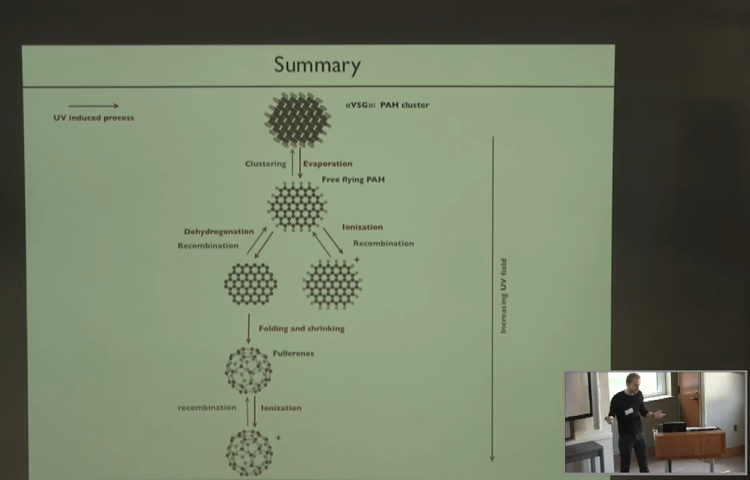 Summary
UV induced process
«VSG»: PAH cluster
Clustering
Evaporation
Free flying PAH
Dehydrogenation
Ionization
Recombination
Recombination
+
Folding and shrinking
Fullerenes
recombination
Ionization
+
Increasing UV field